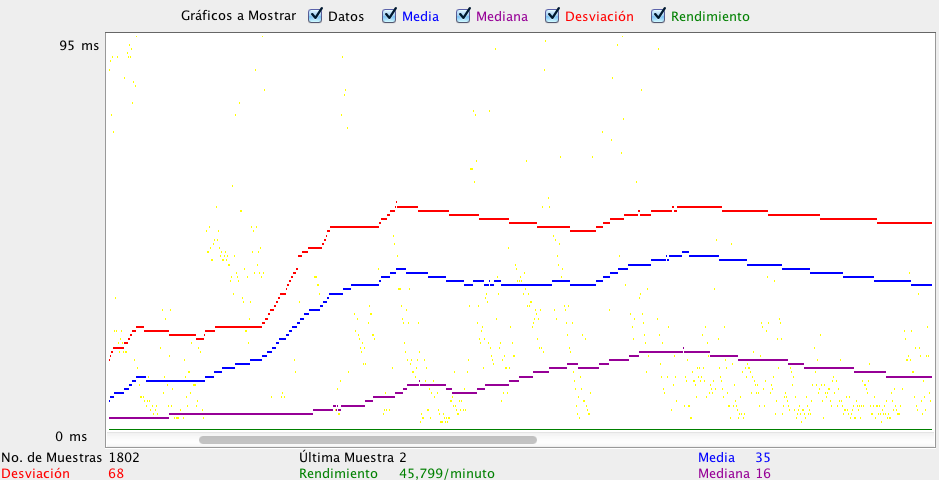 Gráficos a Mostrar Datos Media Mediana Desviación Rendimiento
95 ms
0 ms
No. de Muestras 1802 Última Muestra 2 Media 35
Desviación 68 Rendimiento 45,799/minuto Mediana 16